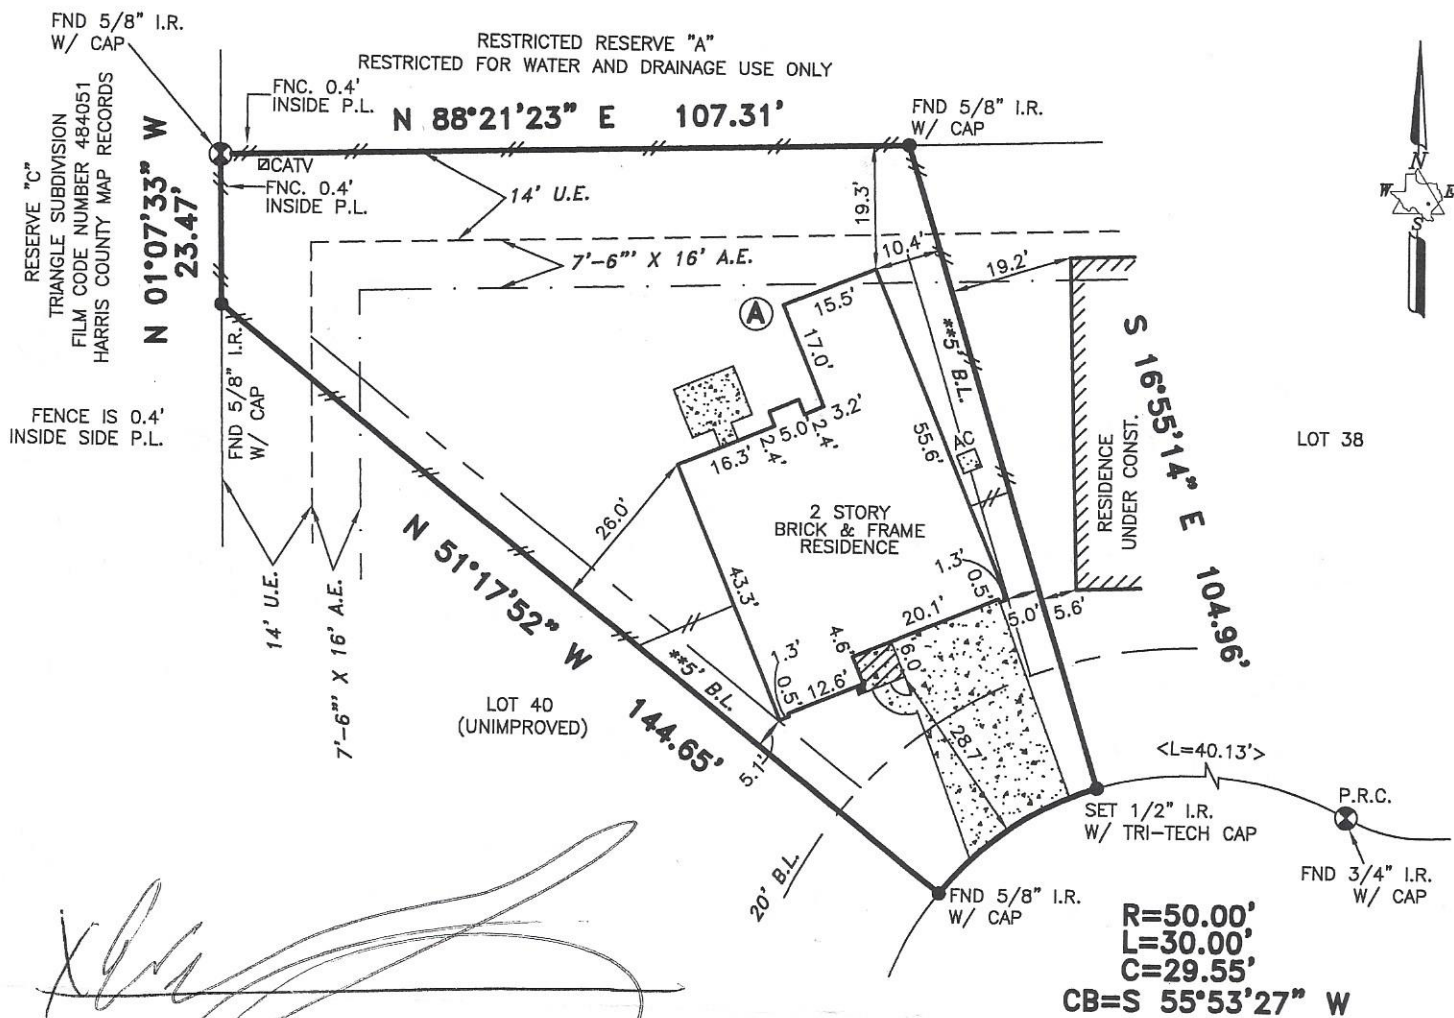 FND 5/8" I.R.
W/ CAP
RESTRICTED RESERVE "A"
RESTRICTED FOR WATER AND DRAINAGE USE ONLY
FNC. 0.4'
INSIDE P.L.
N 88°21'23" E 107.31'
FND 5/8" I.R.
W/ CAP
RESERVE "C"
TRIANGLE SUBDIVISION
FILM CODE NUMBER 484051
HARRIS COUNTY MAP RECORDS
N 01°07'33" W
23.47'
CATV
FNC. 0.4'
INSIDE P.L.
14' U.E.
19.3'
N
W
E
S
7'-6"' X 16' A.E.
10.4'
19.2'
15.5'
A
17.0'
**5' B.L.
S 16°55'14" E 104.96'
FENCE IS 0.4'
INSIDE SIDE P.L.
FND 5/8" I.R.
W/ CAP
3.2'
2.4'
5.0'
2.4'
16.3'
55.6'
AC
RESIDENCE
UNDER CONST.
LOT 38
26.0'
2 STORY
BRICK & FRAME
RESIDENCE
14' U.E.
7'-6"' X 16' A.E.
N 51°17'52" W 144.65'
43.3'
1.3'
0.5'
20.1'
5.0'
5.6'
4.6'
6.0'
1.3'
0.5'
12.6'
**5' B.L.
LOT 40
(UNIMPROVED)
5.1'
28.7
<L=40.13'>
P.R.C.
SET 1/2" I.R.
W/ TRI-TECH CAP
20' B.L.
FND 5/8" I.R.
W/ CAP
FND 3/4" I.R.
W/ CAP
R=50.00'
L=30.00'
C=29.55'
CB=S 55°53'27" W
X